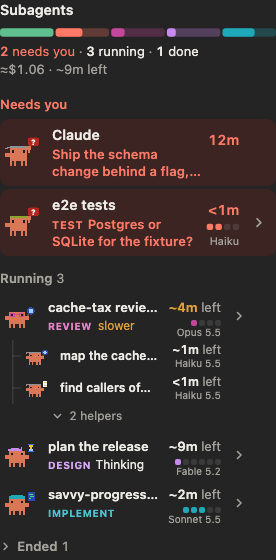 Subagents
2 needs you · 3 running · 1 done
≈$1.06 · ~9m left
Needs you
Claude
12m
Ship the schema
change behind a flag,...
e2e tests
<1m
TEST Postgres or
SQLite for the fixture?
Haiku
Running 3
cache-tax revie...
~4m left
REVIEW slower
Opus 5.5
map the cache...
~1m left
Haiku 5.5
find callers of...
<1m left
Haiku 5.5
2 helpers
plan the release
~9m left
DESIGN Thinking
Fable 5.2
savvy-progress...
~2m left
IMPLEMENT
Sonnet 5.5
Ended 1